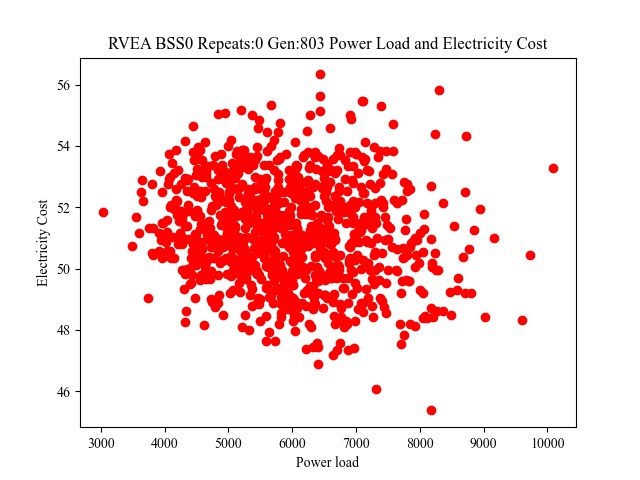 RVEA BSS0 Repeats:0 Gen:803 Power Load and Electricity Cost
56
54
52
50
48
46
Electricity Cost
3000 4000 5000 6000 7000 8000 9000 10000
Power load